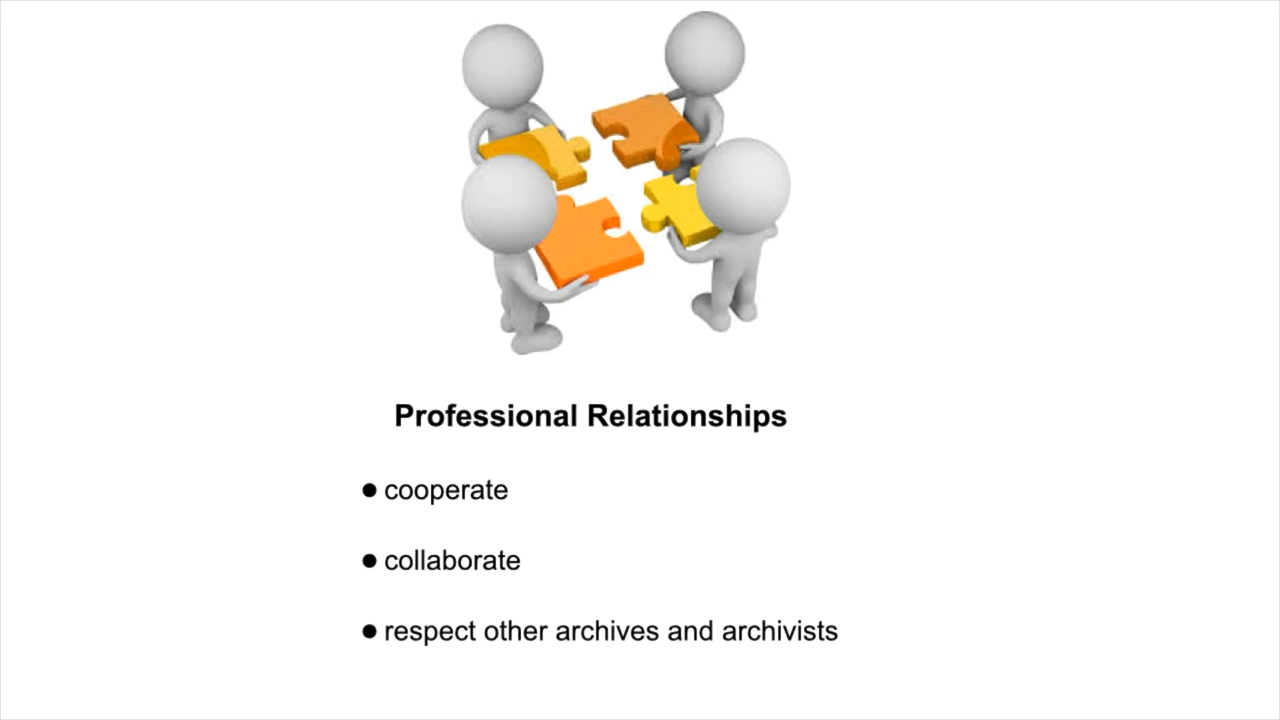 Professional Relationships
● cooperate
● collaborate
● respect other archives and archivists